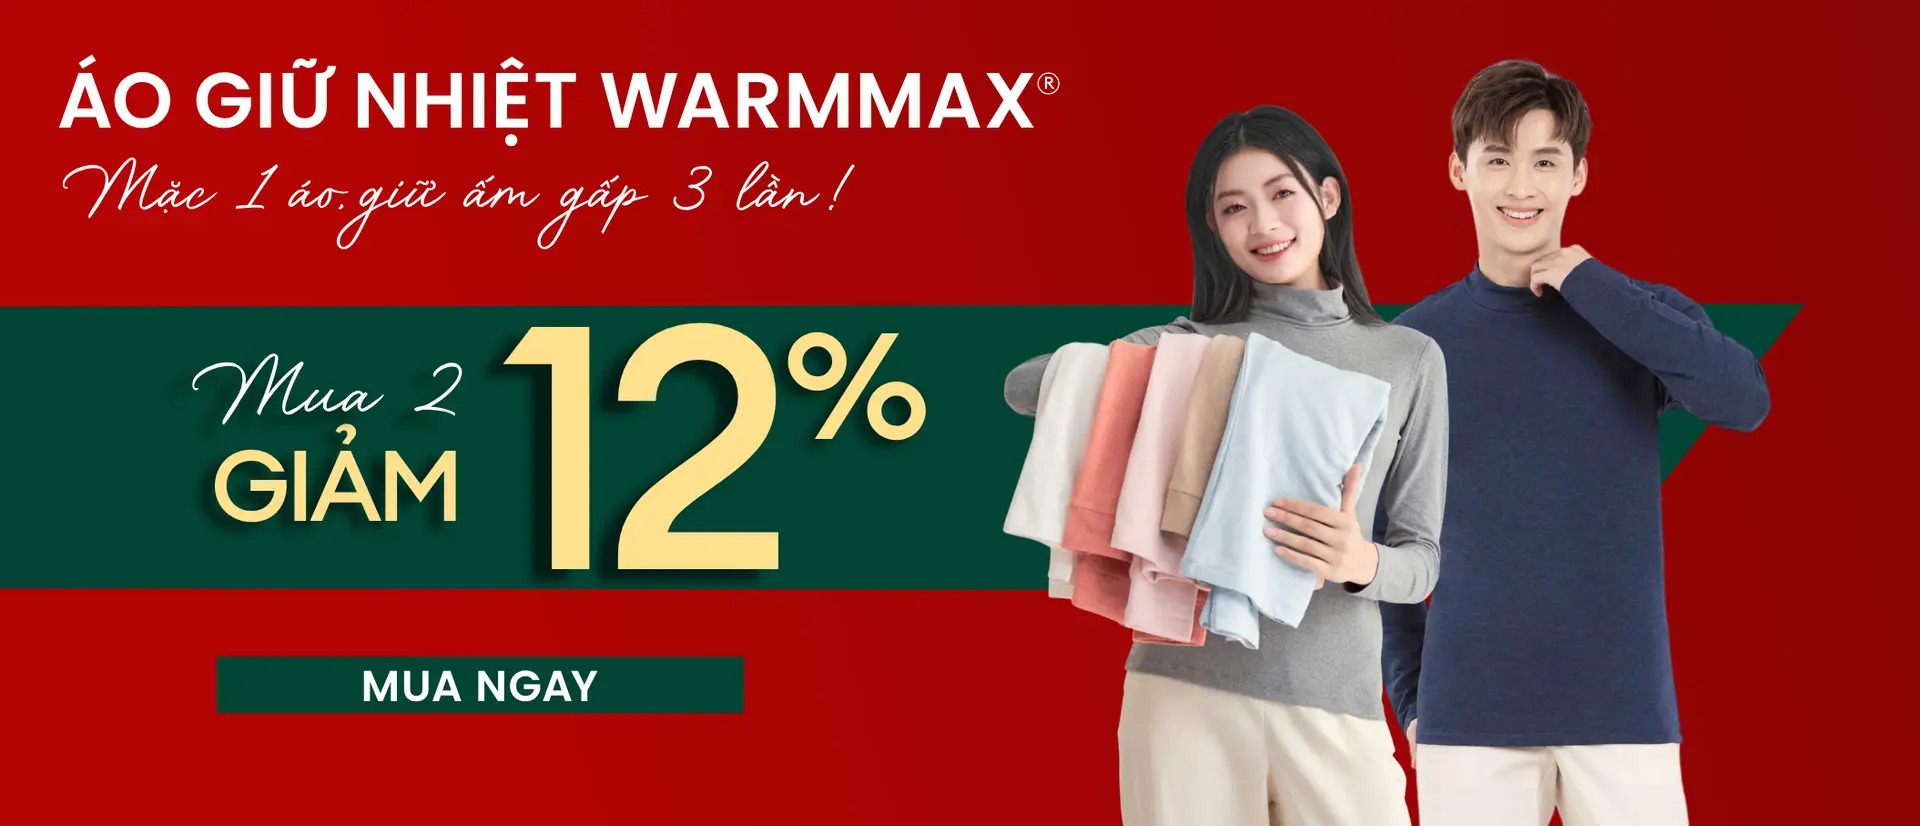 ÁO GIỮ NHIỆT WARMMAX®
Mặc 1 áo, giữ ấm gấp 3 lần!
Mua 2
GIẢM
12%
MUA NGAY